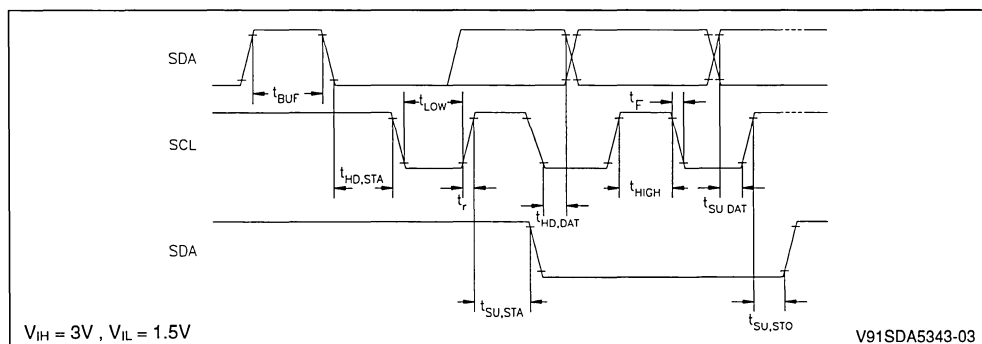 SDA
t_BUF
t_LOW
t_F
SCL
t_HD,STA
t_r
t_HD,DAT
t_HIGH
t_SU DAT
SDA
t_SU,STA
t_SU,STO
V_IH = 3V , V_IL = 1.5V
V91SDA5343-03